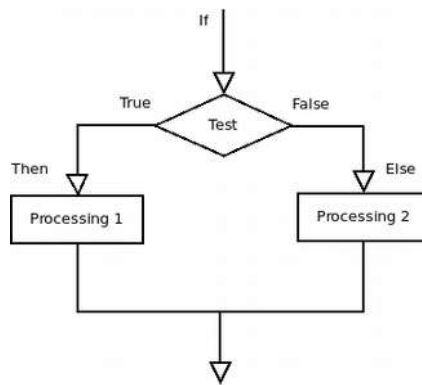 If
True
False
Test
Then
Else
Processing 1
Processing 2